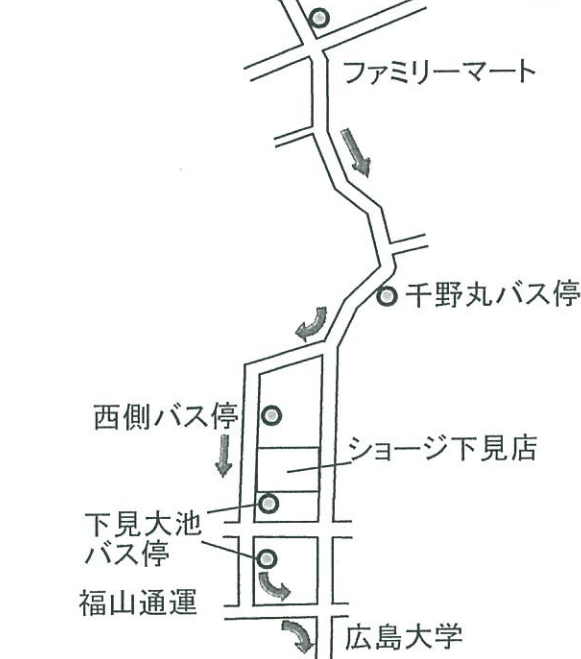 ファミリーマート
千野丸バス停
西側バス停
ショージ下見店
下見大池
バス停
福山通運
広島大学